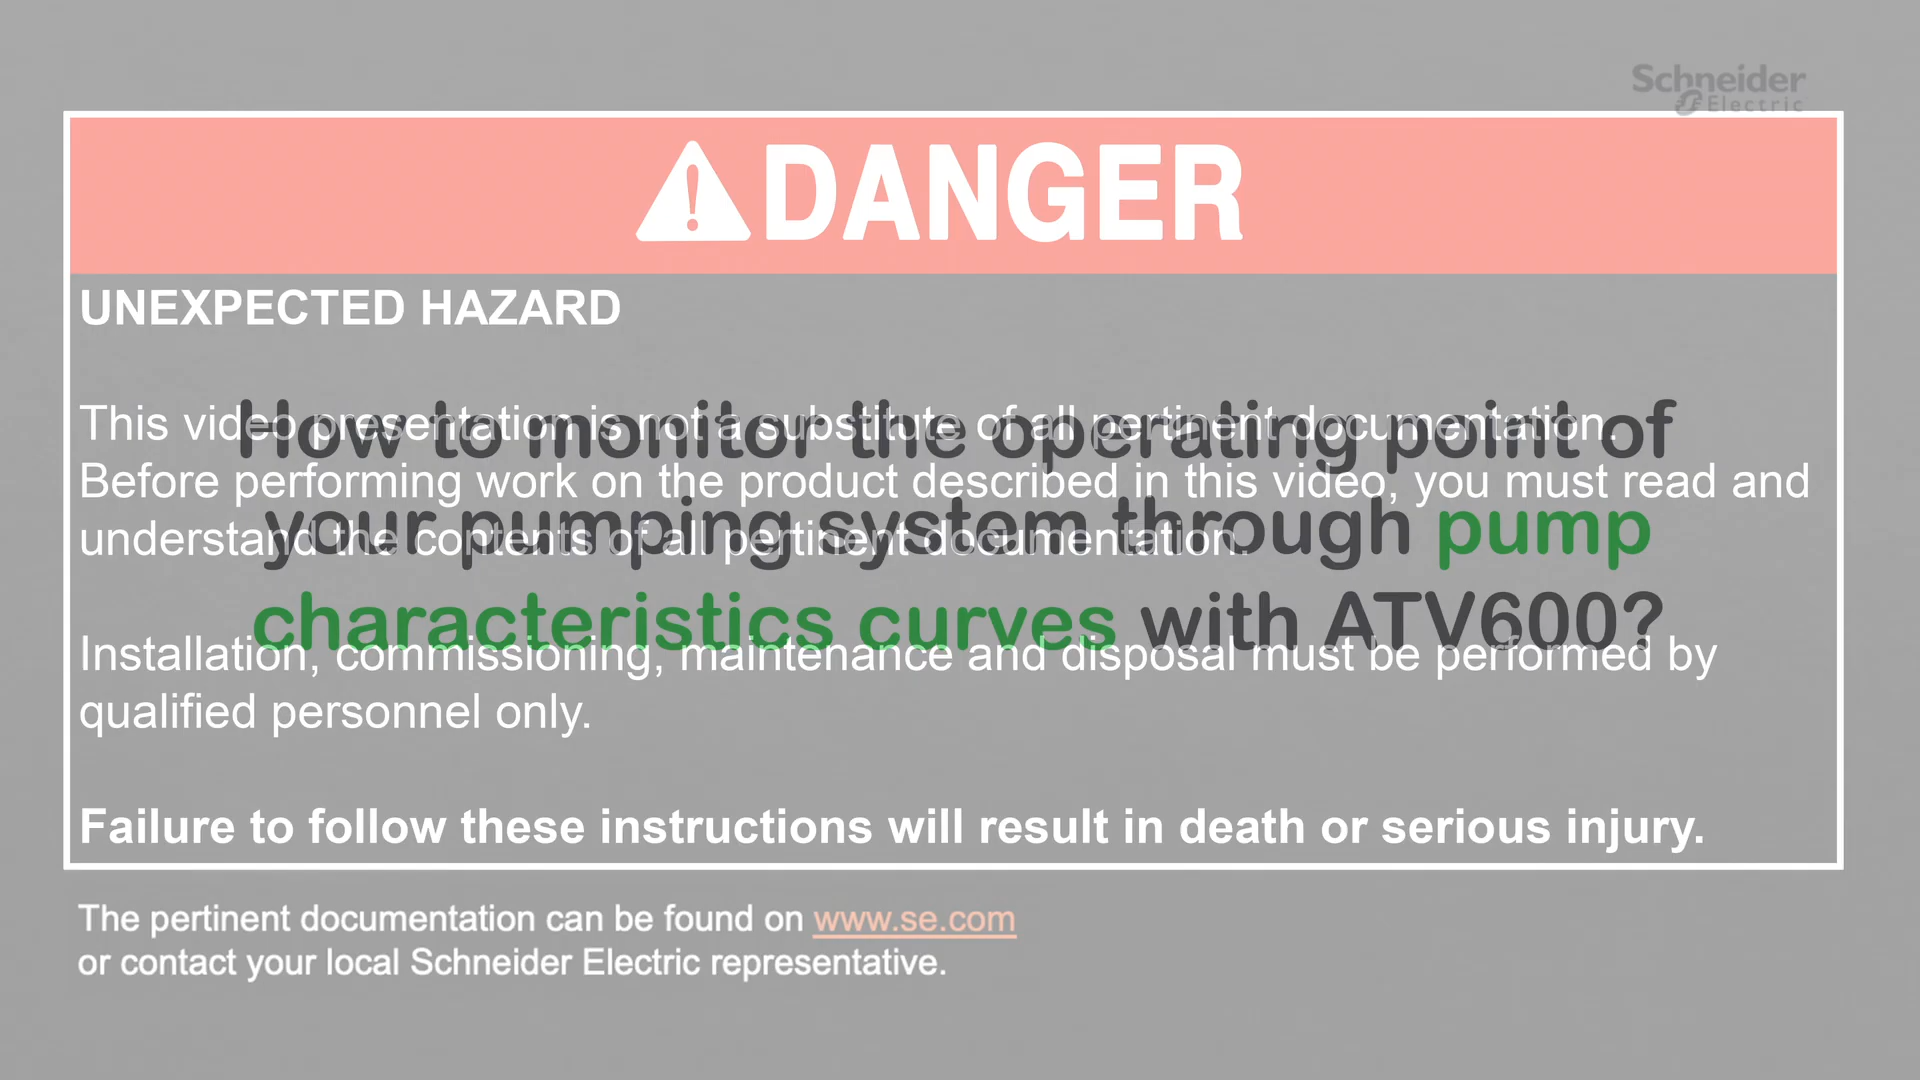 Schneider
Electric
DANGER
UNEXPECTED HAZARD
This video presentation is not a substitute of all pertinent documentation.
Before performing work on the product described in this video, you must read and
understand the contents of all pertinent documentation.
How to monitor the operating point of
your pumping system through pump
characteristics curves with ATV600?
Installation, commissioning, maintenance and disposal must be performed by
qualified personnel only.
Failure to follow these instructions will result in death or serious injury.
The pertinent documentation can be found on www.se.com
or contact your local Schneider Electric representative.